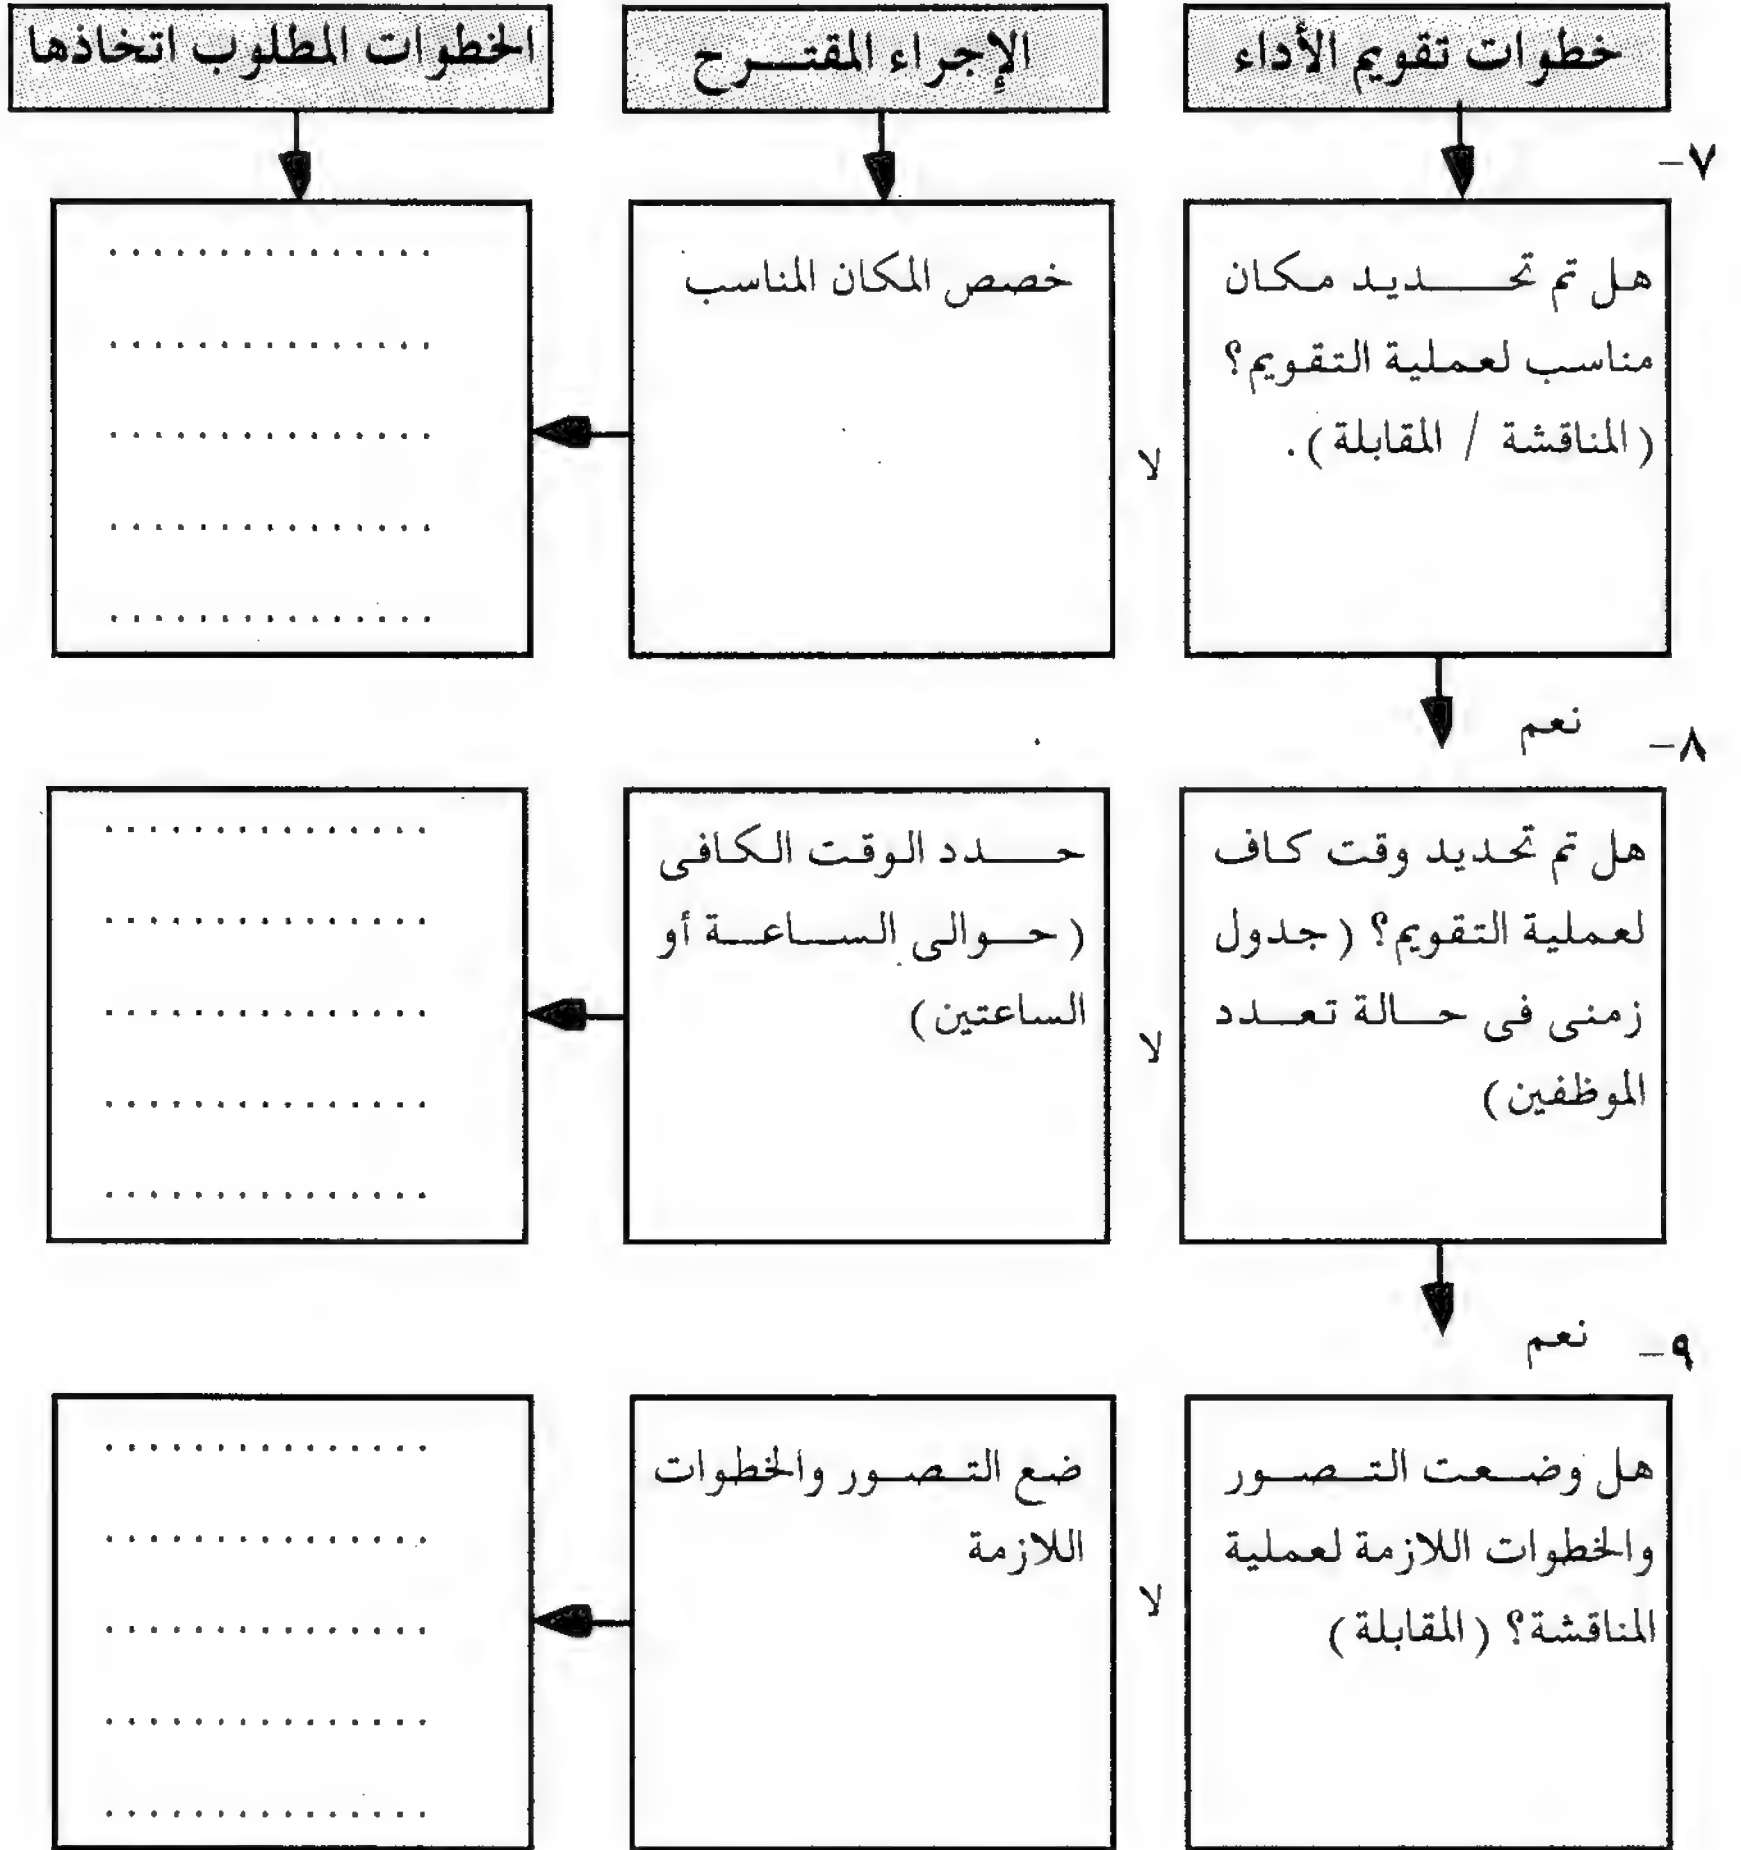 خطوات تقويم الأداء
الإجراء المقترح
الخطوات المطلوب اتخاذها
٧-
هل تم تحديد مكان
مناسب لعملية التقويم؟
(المناقشة / المقابلة).
لا
خصص المكان المناسب
...............
...............
...............
...............
...............
نعم
٨-
هل تم تحديد وقت كاف
لعملية التقويم؟ (جدول
زمنى فى حالة تعدد
الموظفين)
لا
حدد الوقت الكافى
(حوالى الساعة أو
الساعتين)
...............
...............
...............
...............
...............
نعم
٩-
هل وضعت التصور
والخطوات اللازمة لعملية
المناقشة؟ (المقابلة)
لا
ضع التصور والخطوات
اللازمة
...............
...............
...............
...............
...............